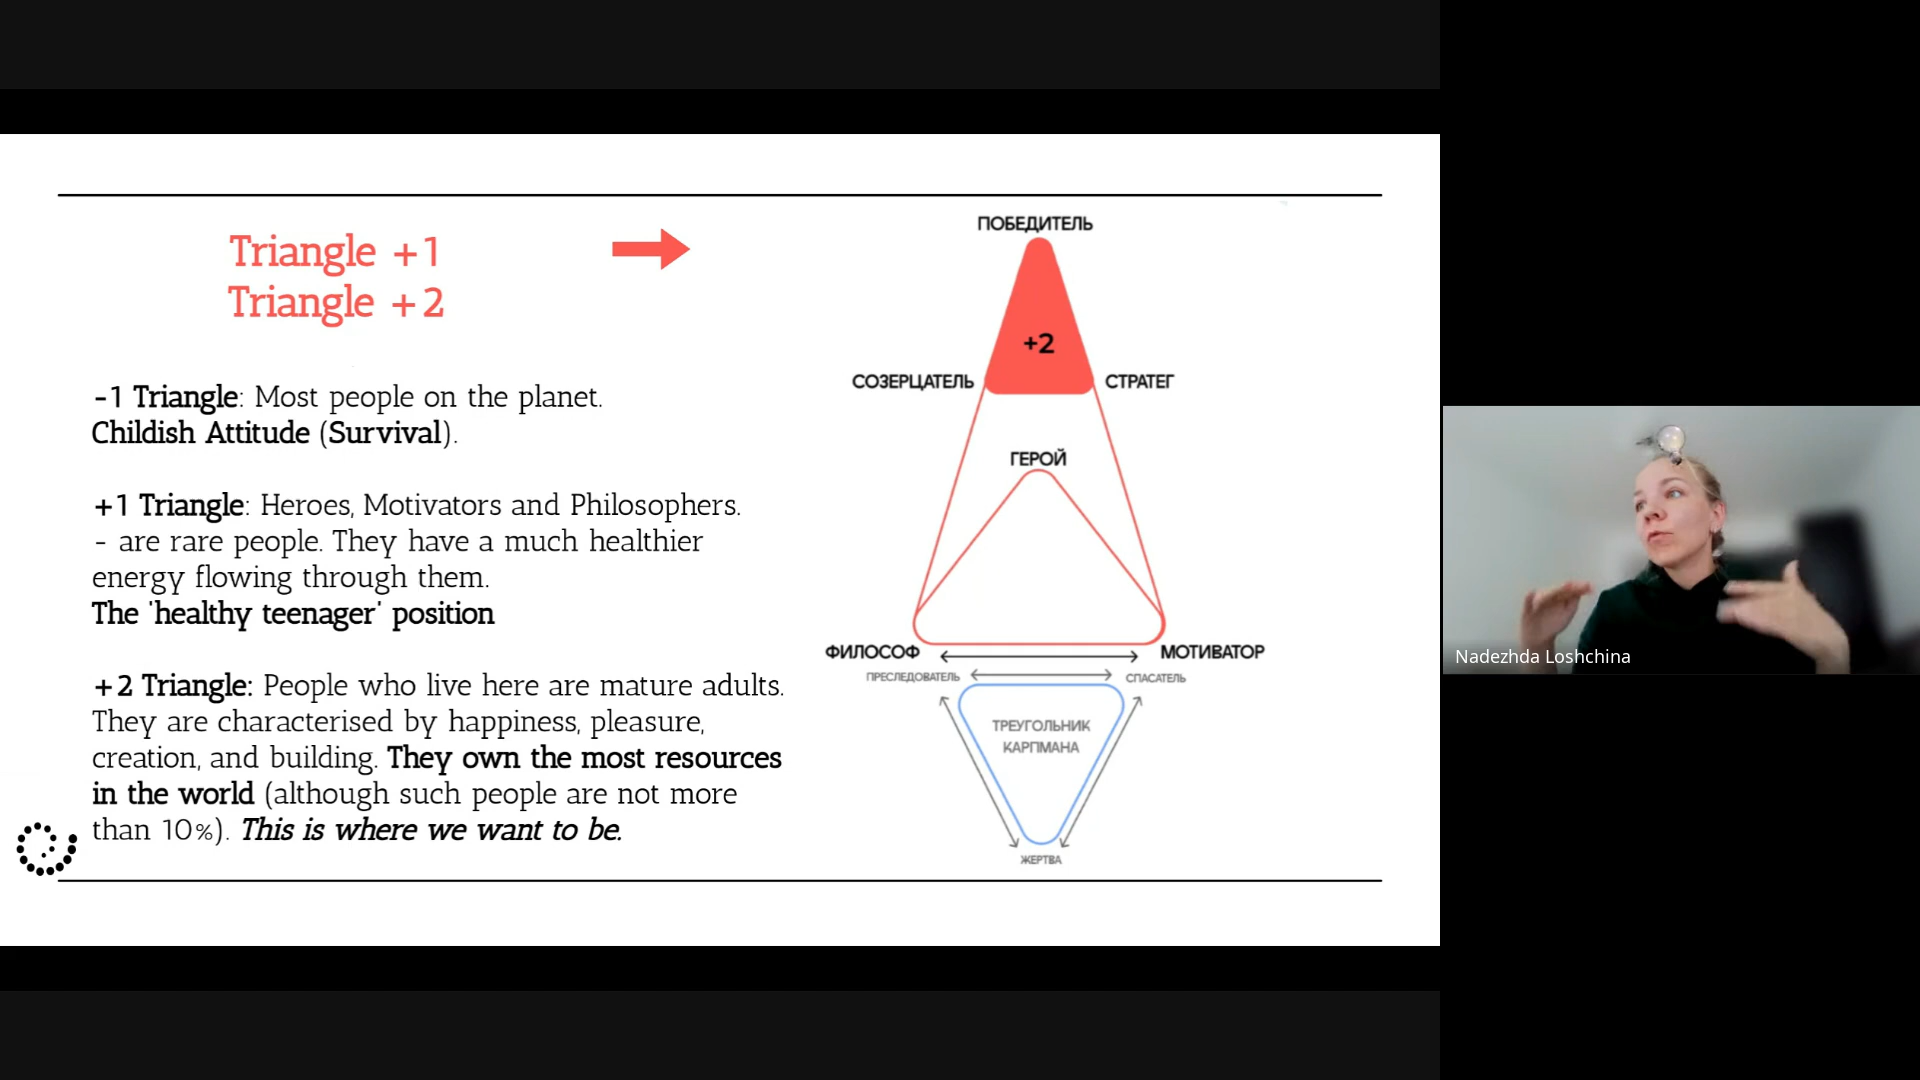 Triangle +1
Triangle +2
-1 Triangle: Most people on the planet.
Childish Attitude (Survival).
+1 Triangle: Heroes, Motivators and Philosophers.
- are rare people. They have a much healthier
energy flowing through them.
The 'healthy teenager' position
+2 Triangle: People who live here are mature adults.
They are characterised by happiness, pleasure,
creation, and building. They own the most resources
in the world (although such people are not more
than 10%). This is where we want to be.
ПОБЕДИТЕЛЬ
+2
СОЗЕРЦАТЕЛЬ
СТРАТЕГ
ГЕРОЙ
ФИЛОСОФ
МОТИВАТОР
ПРЕСЛЕДОВАТЕЛЬ
СПАСАТЕЛЬ
ТРЕУГОЛЬНИК
КАРПМАНА
ЖЕРТВА
Nadezhda Loshchina